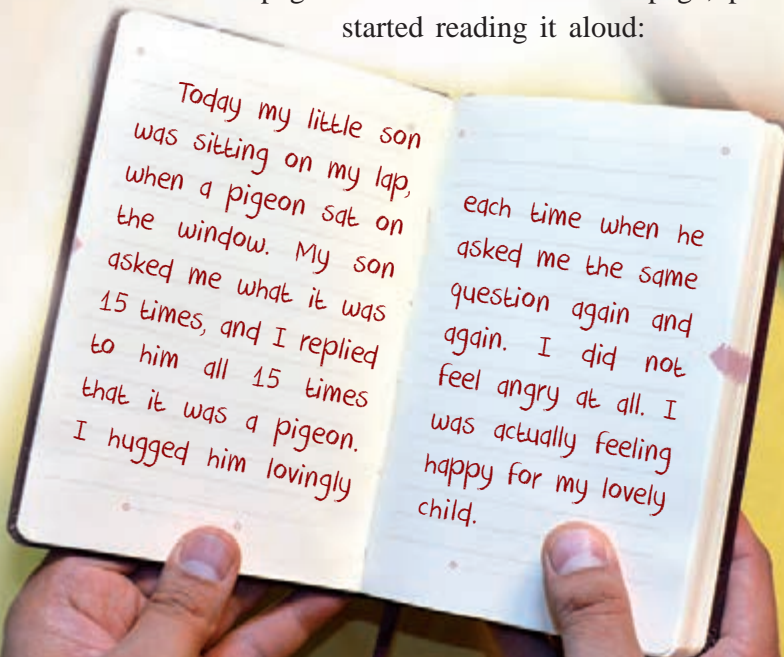 started reading it aloud:
Today my little son
was sitting on my lap,
when a pigeon sat on
the window. My son
asked me what it was
15 times, and I replied
to him all 15 times
that it was a pigeon.
I hugged him lovingly
each time when he
asked me the same
question again and
again. I did not
feel angry at all. I
was actually feeling
happy for my lovely
child.